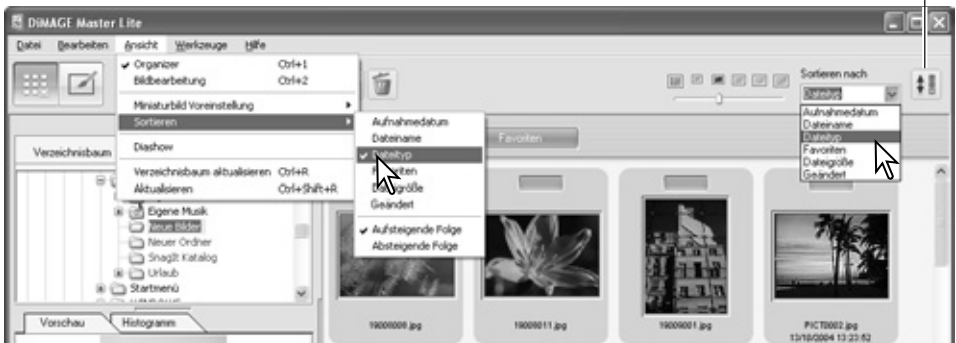 DiMAGE Master Lite
Datei Bearbeiten Ansicht Werkzeuge Hilfe
Organizer Ctrl+1
Bildbearbeitung Ctrl+2
Miniaturbild Voreinstellung
Sortieren
Diashow
Verzeichnisbaum aktualisieren Ctrl+R
Aktualisieren Ctrl+Shift+R
Aufnahmedatum
Dateiname
Dateityp
Favoriten
Dateigröße
Geändert
Aufsteigende Folge
Absteigende Folge
Sortieren nach
Dateityp
Aufnahmedatum
Dateiname
Dateityp
Favoriten
Dateigröße
Geändert
Favoriten
Verzeichnisbaum
Eigene Musik
Neue Bilder
Neuer Ordner
SnagIt Katalog
Urlaub
Startmenü
Vorschau Histogramm
19000008.jpg
19000011.jpg
19009001.jpg
PICT0002.jpg
13/10/2004 13:23:52